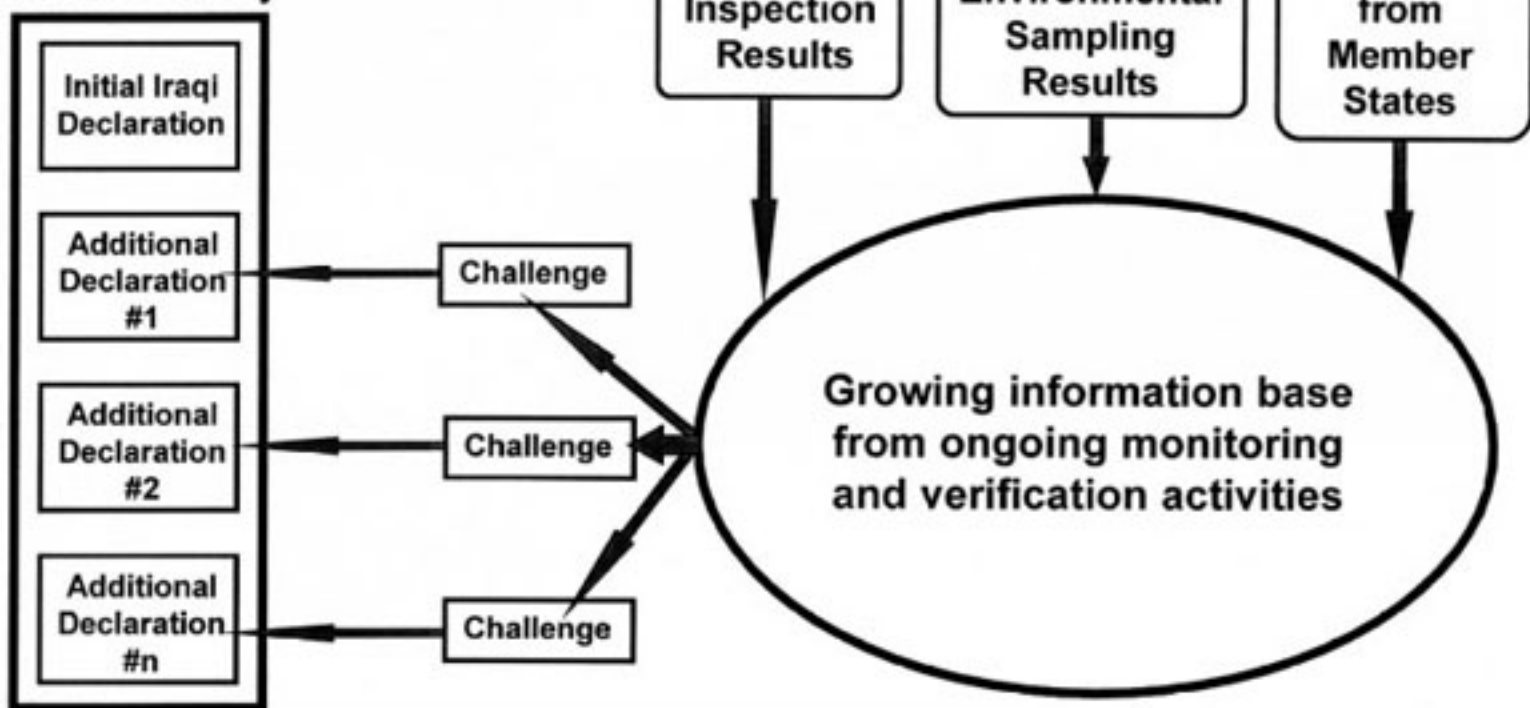 Inspection
Results
Environmental
Sampling
Results
from
Member
States
Initial Iraqi
Declaration
Additional
Declaration
#1
Additional
Declaration
#2
Additional
Declaration
#n
Challenge
Challenge
Challenge
Growing information base
from ongoing monitoring
and verification activities